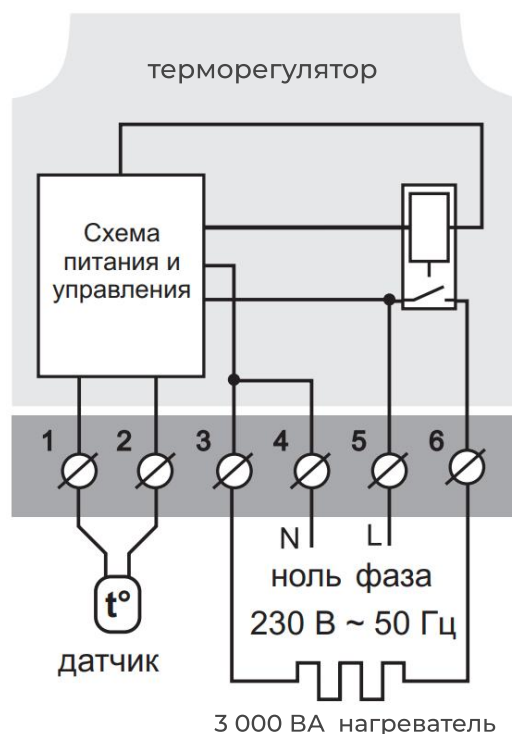 терморегулятор
Схема
питания и
управления
1 2 3 4 5 6
N L
ноль фаза
t°
230 В ~ 50 Гц
датчик
3 000 ВА нагреватель